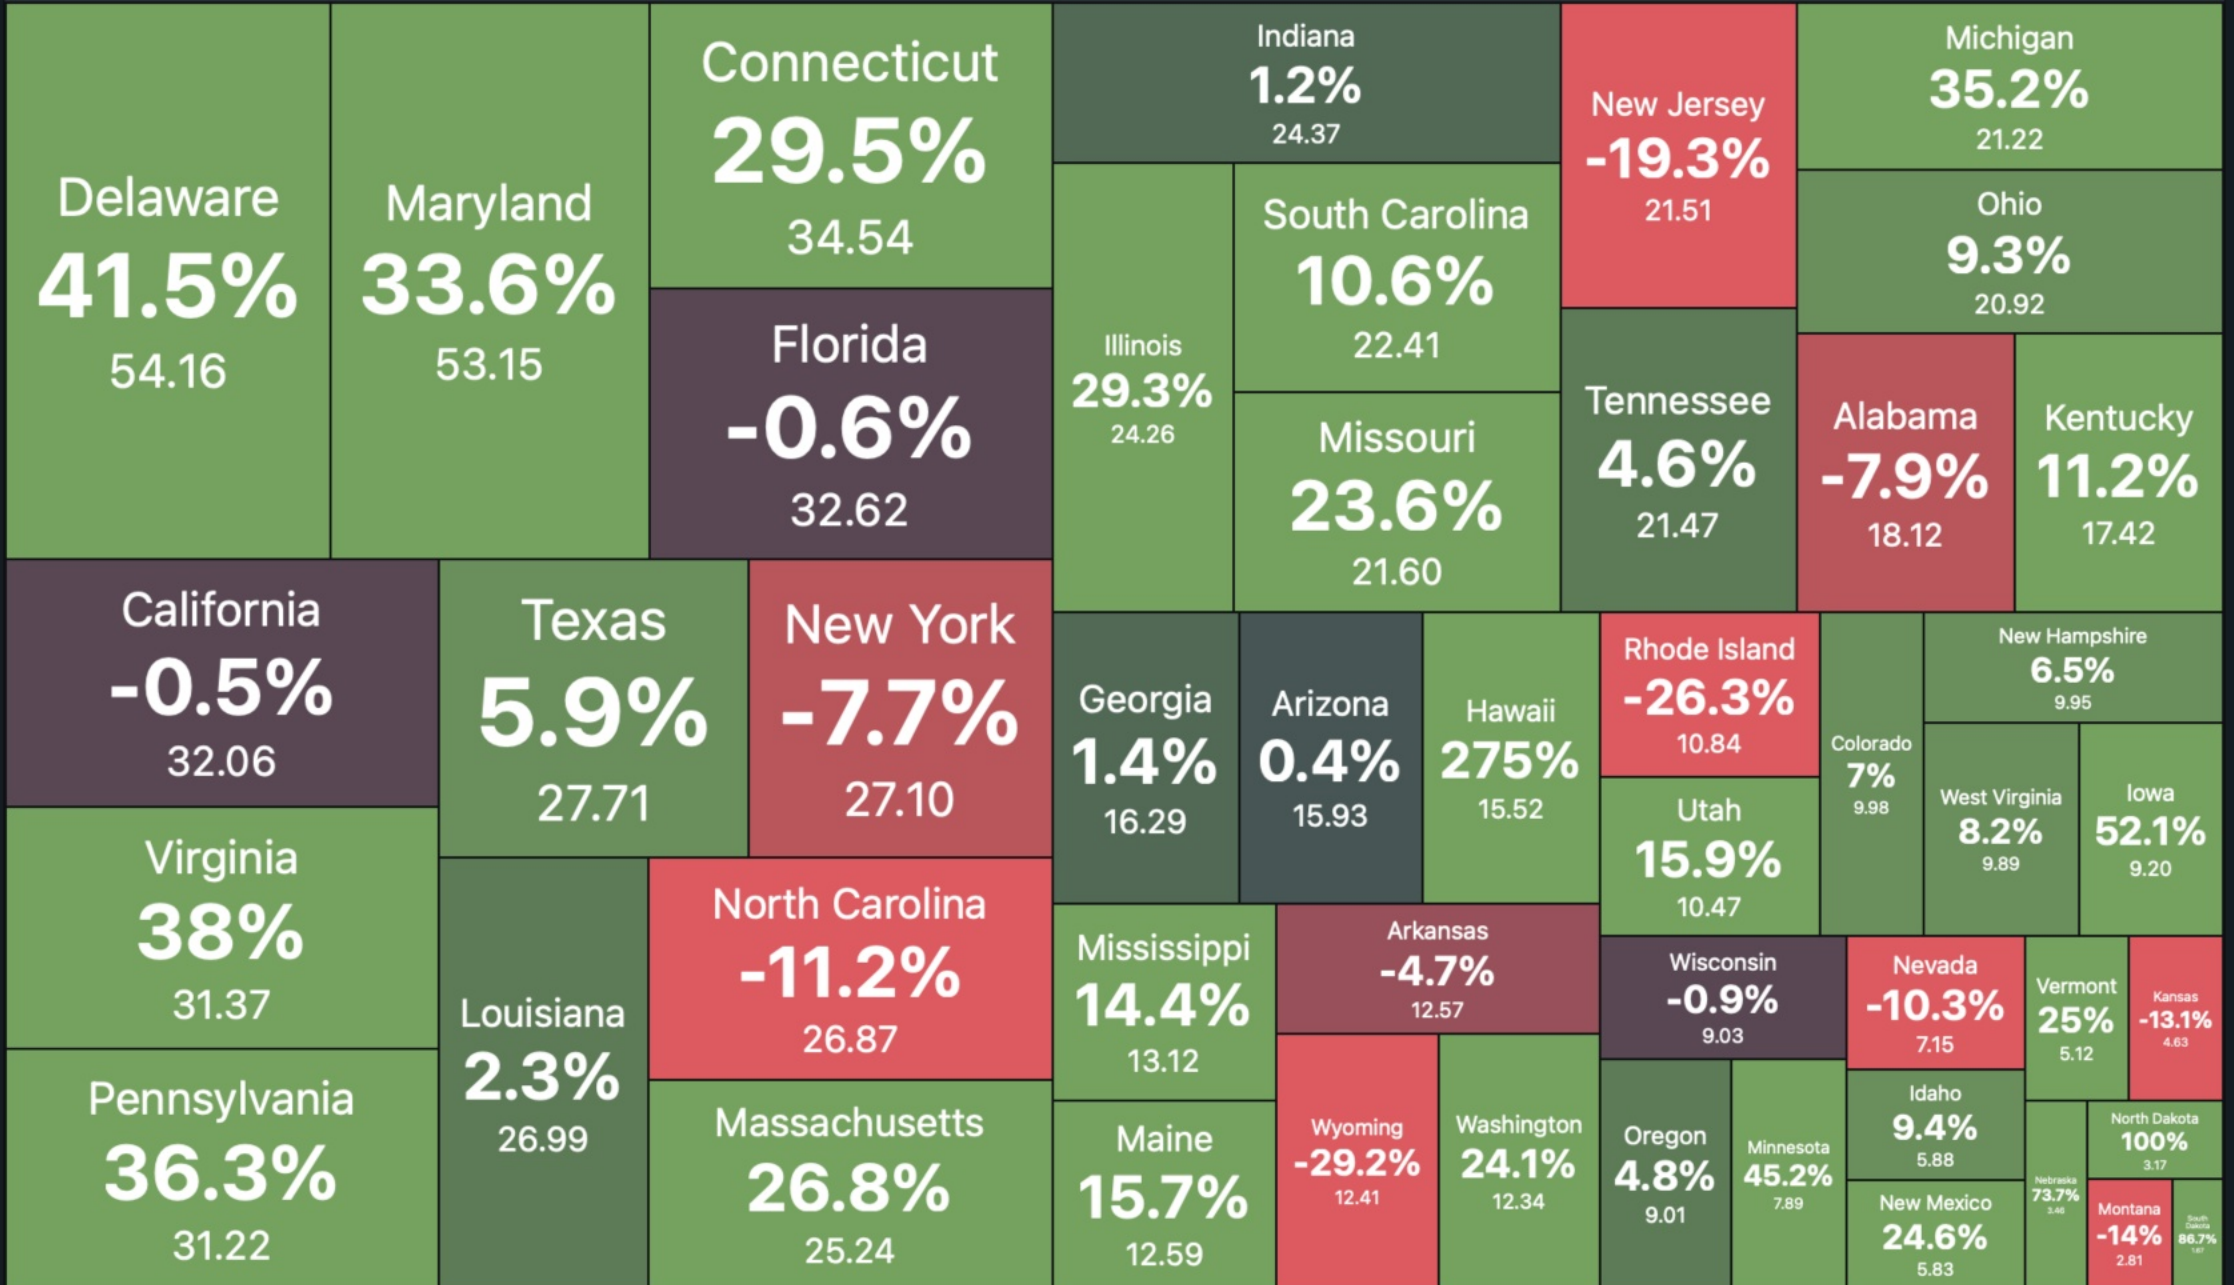 Delaware
41.5%
54.16
Maryland
33.6%
53.15
Connecticut
29.5%
34.54
Florida
-0.6%
32.62
California
-0.5%
32.06
Virginia
38%
31.37
Pennsylvania
36.3%
31.22
Texas
5.9%
27.71
New York
-7.7%
27.10
Louisiana
2.3%
26.99
North Carolina
-11.2%
26.87
Massachusetts
26.8%
25.24
Indiana
1.2%
24.37
Illinois
29.3%
24.26
South Carolina
10.6%
22.41
Missouri
23.6%
21.60
New Jersey
-19.3%
21.51
Tennessee
4.6%
21.47
Michigan
35.2%
21.22
Ohio
9.3%
20.92
Alabama
-7.9%
18.12
Kentucky
11.2%
17.42
Georgia
1.4%
16.29
Arizona
0.4%
15.93
Hawaii
275%
15.52
Mississippi
14.4%
13.12
Maine
15.7%
12.59
Arkansas
-4.7%
12.57
Wyoming
-29.2%
12.41
Washington
24.1%
12.34
Rhode Island
-26.3%
10.84
Utah
15.9%
10.47
Colorado
7%
9.98
New Hampshire
6.5%
9.95
West Virginia
8.2%
9.89
Iowa
52.1%
9.20
Wisconsin
-0.9%
9.03
Oregon
4.8%
9.01
Minnesota
45.2%
7.89
Nevada
-10.3%
7.15
Idaho
9.4%
5.88
New Mexico
24.6%
5.83
Vermont
25%
5.12
Kansas
-13.1%
4.63
Nebraska
73.7%
3.46
North Dakota
100%
3.17
Montana
-14%
2.81
South
Dakota
86.7%